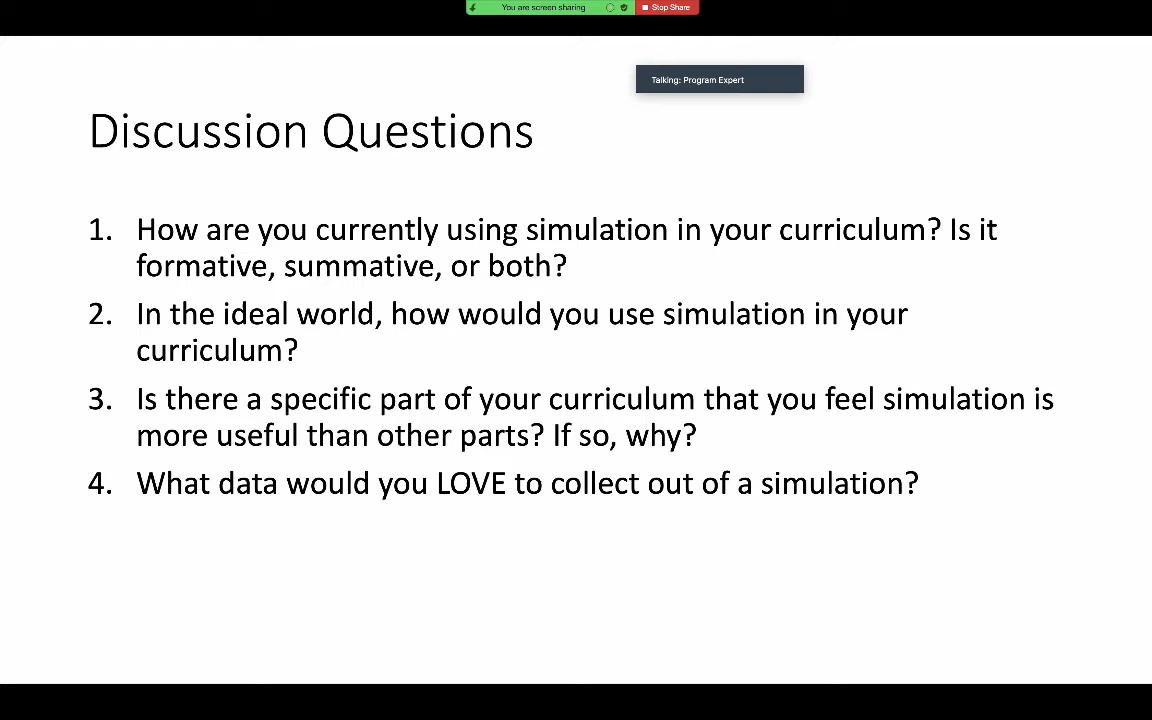 You are screen sharing
Stop Share
Talking: Program Expert
Discussion Questions
1. How are you currently using simulation in your curriculum? Is it
formative, summative, or both?
2. In the ideal world, how would you use simulation in your
curriculum?
3. Is there a specific part of your curriculum that you feel simulation is
more useful than other parts? If so, why?
4. What data would you LOVE to collect out of a simulation?